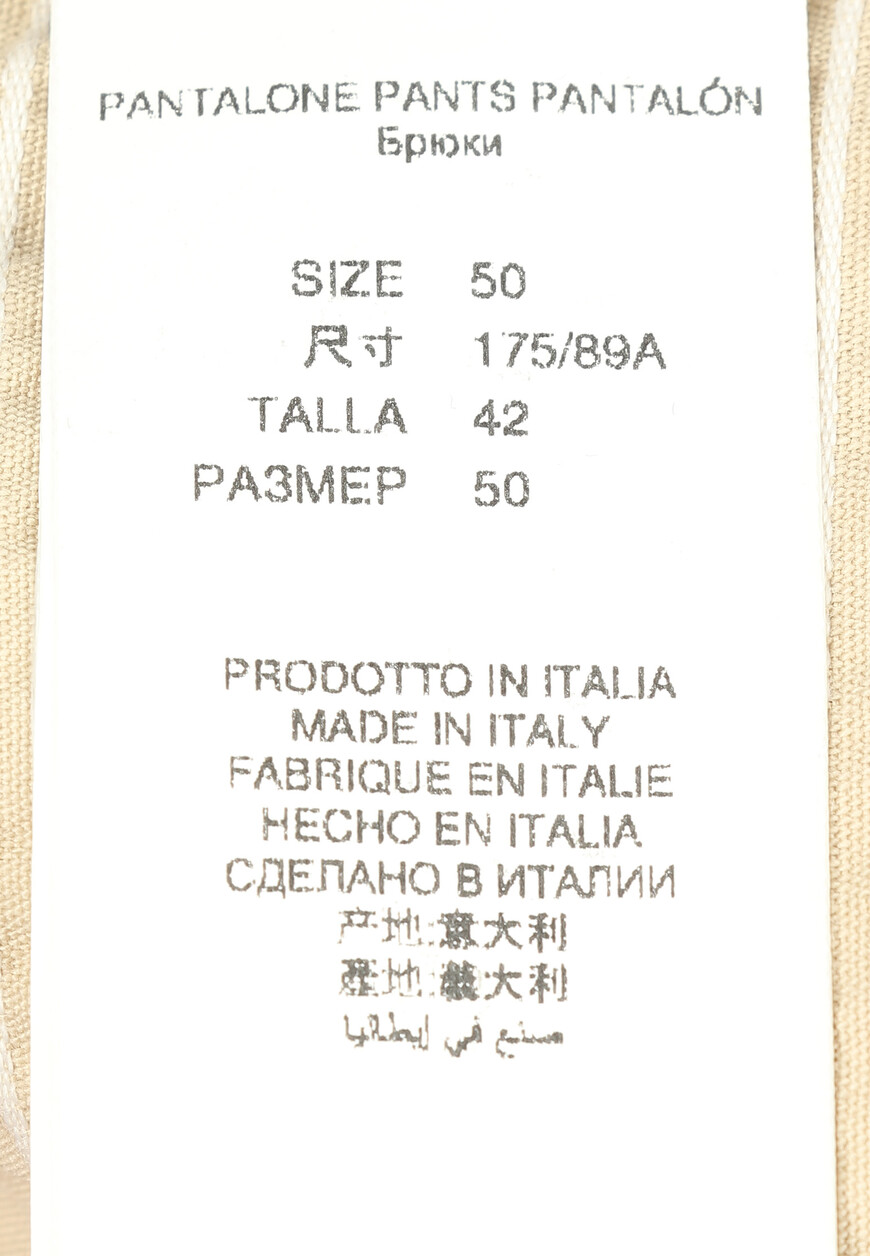 PANTALONE PANTS PANTALÓN
Брюки
SIZE 50
尺寸 175/89A
TALLA 42
РАЗМЕР 50
PRODOTTO IN ITALIA
MADE IN ITALY
FABRIQUE EN ITALIE
HECHO EN ITALIA
СДЕЛАНО В ИТАЛИИ
产地:意大利
產地:義大利
صنع في إيطاليا